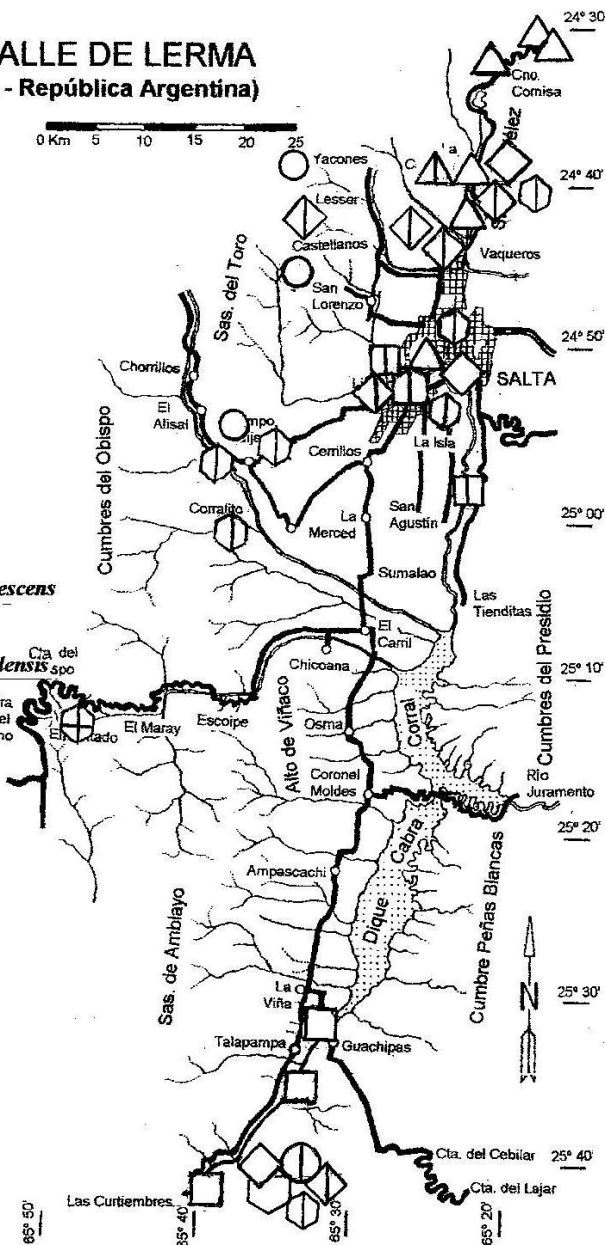 ALLE DE LERMA
- República Argentina)
0 Km 5 10 15 20 25
24° 30
Cno.
Cornisa
Yacones
24° 40
Lesser
Castellanos
Vaqueros
Sas. del Toro
San
Lorenzo
24° 50
Chorrillos
SALTA
El
Alisal
La Isla
Cerrillos
Cumbres del Obispo
Corralito
La
Merced
San
Agustín
25° 00
Sumalao
Las
Tienditas
escens
El
Carril
densis
Cta. del
Chicoana
Cumbres del Presidio
25° 10
El Maray
Escoipe
Alto de Viñaco
Osma
Corral
Coronel
Moldes
Río
Juramento
25° 20
Cabra
Ampascachi
Dique
Cumbre Peñas Blancas
Sas. de Amblayo
La
Viña
N
25° 30
Talapampa
Guachipas
Cta. del Cebilar
25° 40
Las Curtiembres
Cta. del Lajar
65° 50'
65° 40'
65° 30'
65° 20'